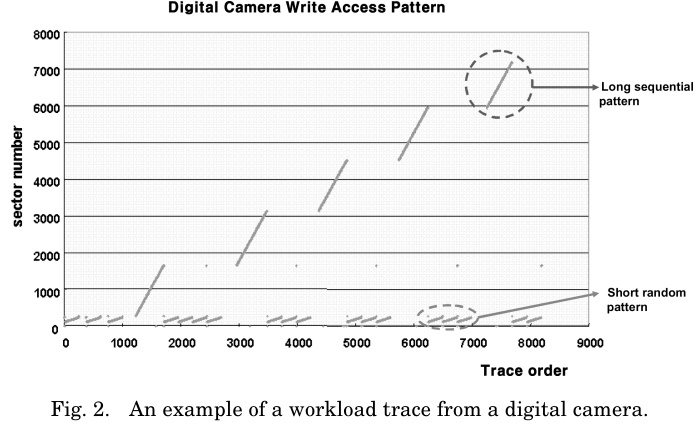 Digital Camera Write Access Pattern
8000
7000
6000
5000
4000
3000
2000
1000
0
sector number
0 1000 2000 3000 4000 5000 6000 7000 8000 9000
Trace order
Long sequential
pattern
Short random
pattern
Fig. 2. An example of a workload trace from a digital camera.